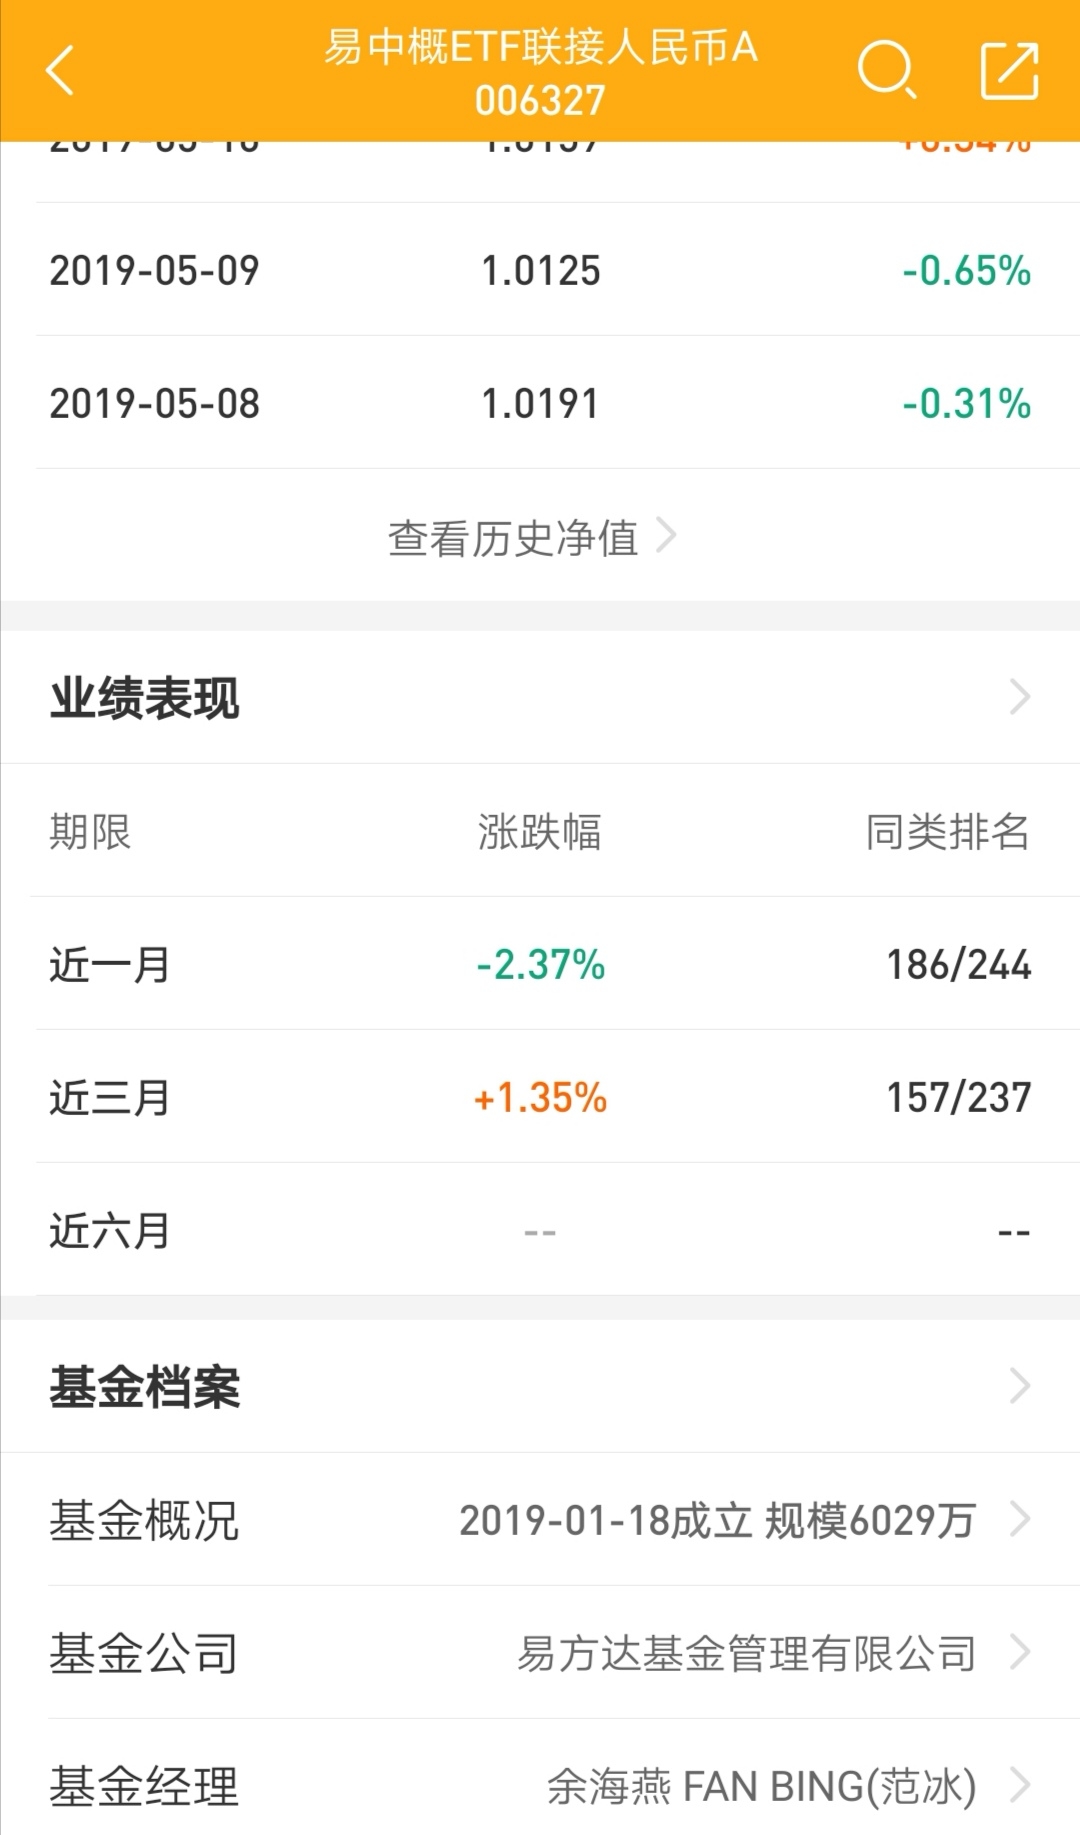 易中概ETF联接人民币A
006327
2019-05-09 1.0125 -0.65%
2019-05-08 1.0191 -0.31%
查看历史净值
业绩表现
期限 涨跌幅 同类排名
近一月 -2.37% 186/244
近三月 +1.35% 157/237
近六月 -- --
基金档案
基金概况 2019-01-18成立 规模6029万
基金公司 易方达基金管理有限公司
基金经理 余海燕 FAN BING(范冰)